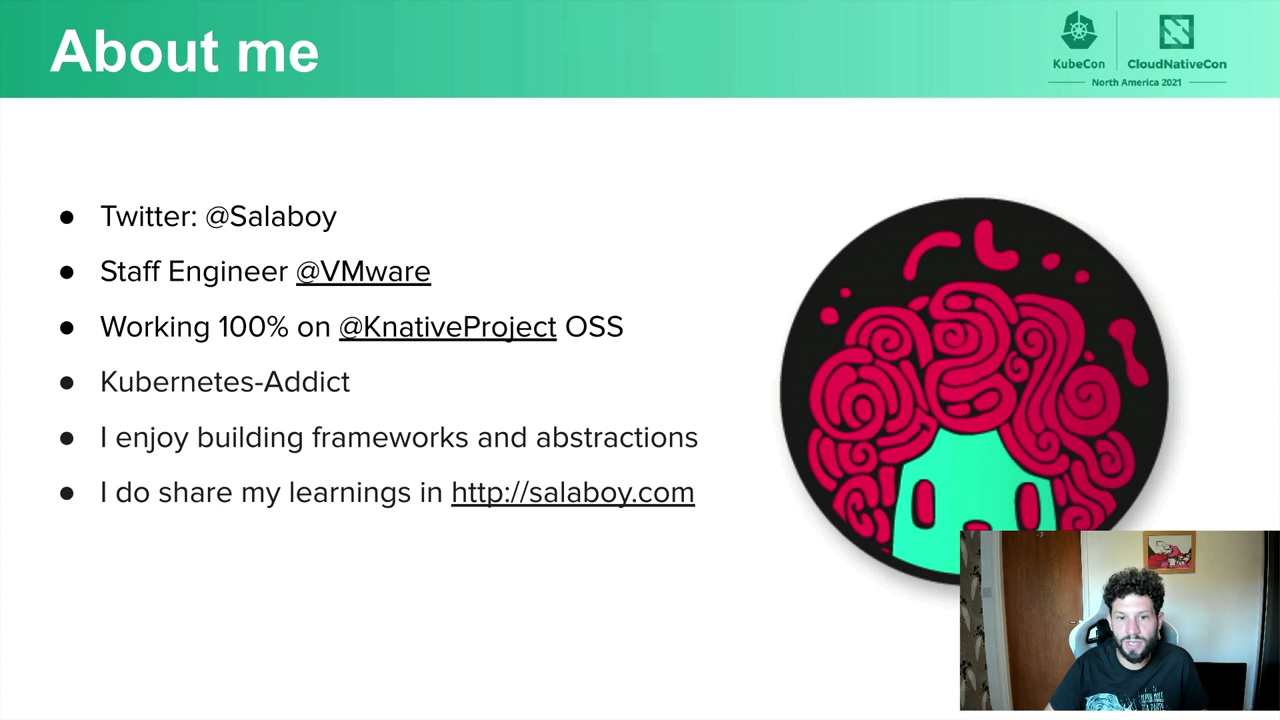 About me
KubeCon
CloudNativeCon
North America 2021
● Twitter: @Salaboy
● Staff Engineer @VMware
● Working 100% on @KnativeProject OSS
● Kubernetes-Addict
● I enjoy building frameworks and abstractions
● I do share my learnings in http://salaboy.com